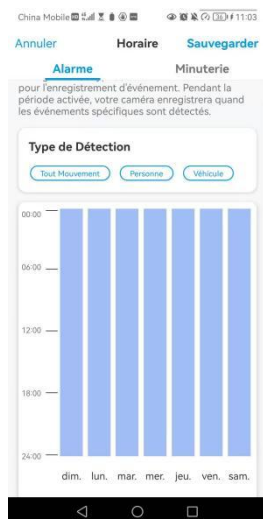 China Mobile 36 11:03
Annuler Horaire Sauvegarder
Alarme Minuterie
pour l'enregistrement d'événement. Pendant la
période activée, votre caméra enregistrera quand
les événements spécifiques sont détectés.
Type de Détection
Tout Mouvement Personne Véhicule
00:00
06:00
12:00
18:00
24:00
dim. lun. mar. mer. jeu. ven. sam.